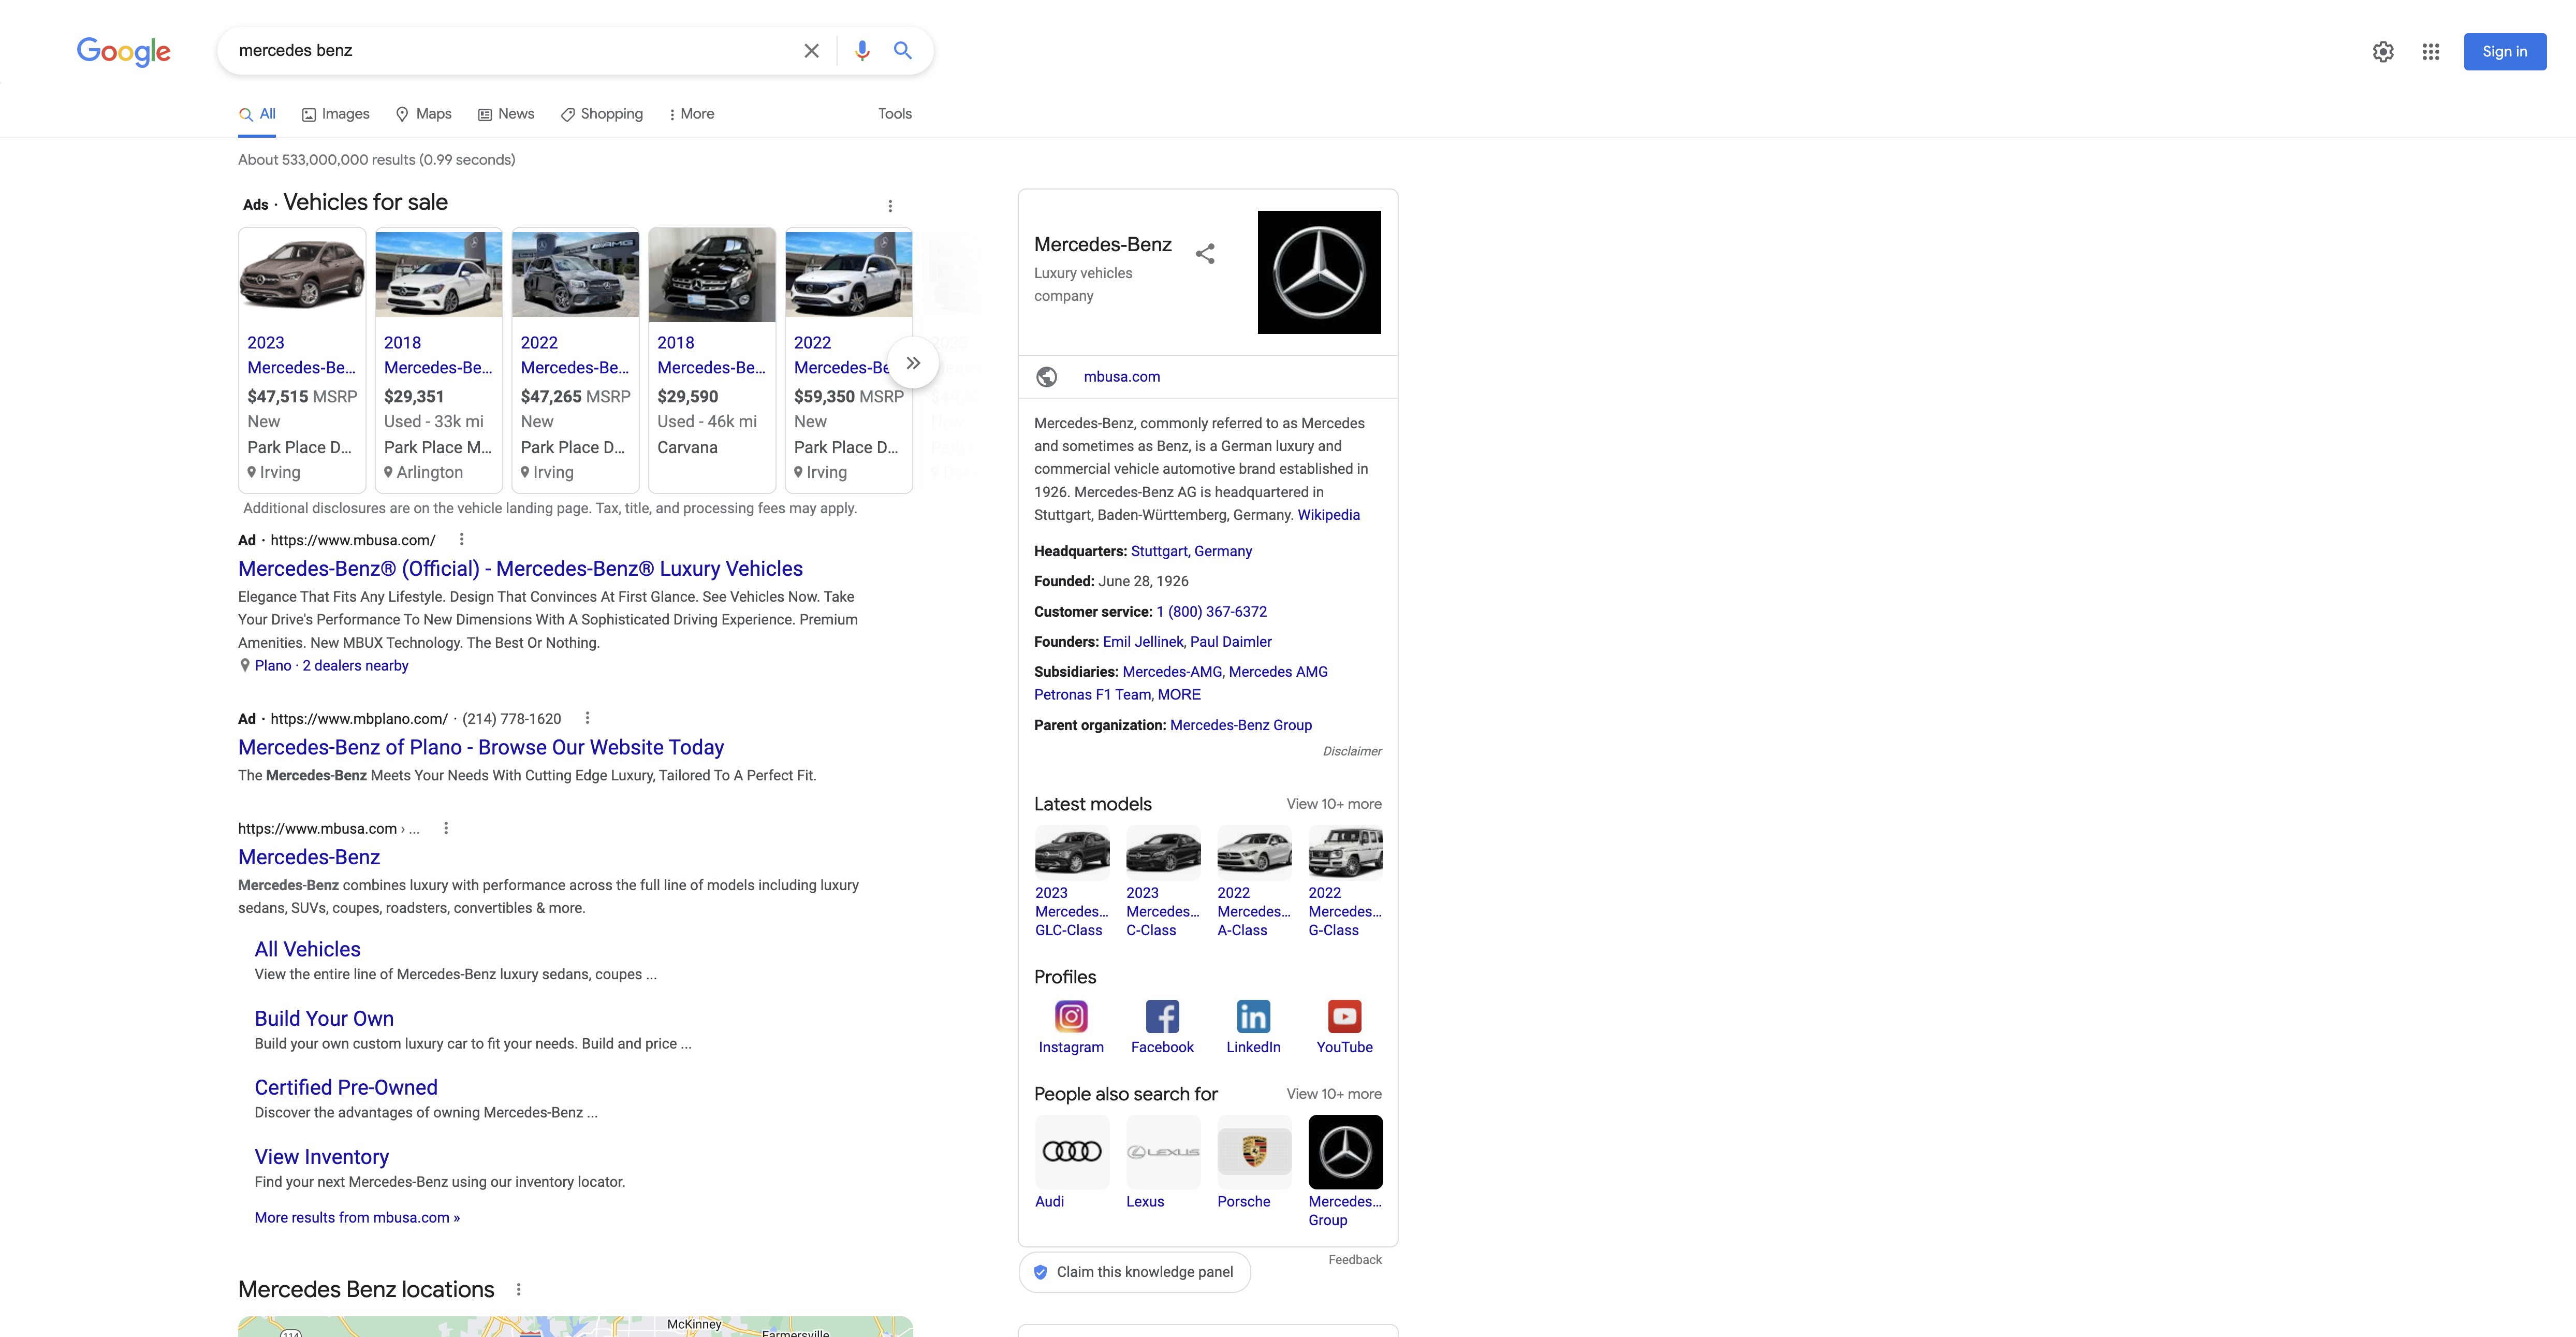 Google
mercedes benz
Sign in
All
Images
Maps
News
Shopping
More
Tools
About 533,000,000 results (0.99 seconds)
Ads · Vehicles for sale
2023
Mercedes-Be...
$47,515 MSRP
New
Park Place D...
Irving
2018
Mercedes-Be...
$29,351
Used - 33k mi
Park Place M...
Arlington
2022
Mercedes-Be...
$47,265 MSRP
New
Park Place D...
Irving
2018
Mercedes-Be...
$29,590
Used - 46k mi
Carvana
2022
Mercedes-Be
$59,350 MSRP
New
Park Place D...
Irving
Additional disclosures are on the vehicle landing page. Tax, title, and processing fees may apply.
Ad · https://www.mbusa.com/
Mercedes-Benz® (Official) - Mercedes-Benz® Luxury Vehicles
Elegance That Fits Any Lifestyle. Design That Convinces At First Glance. See Vehicles Now. Take
Your Drive's Performance To New Dimensions With A Sophisticated Driving Experience. Premium
Amenities. New MBUX Technology. The Best Or Nothing.
Plano · 2 dealers nearby
Ad · https://www.mbplano.com/ · (214) 778-1620
Mercedes-Benz of Plano - Browse Our Website Today
The Mercedes-Benz Meets Your Needs With Cutting Edge Luxury, Tailored To A Perfect Fit.
https://www.mbusa.com › ...
Mercedes-Benz
Mercedes-Benz combines luxury with performance across the full line of models including luxury
sedans, SUVs, coupes, roadsters, convertibles & more.
All Vehicles
View the entire line of Mercedes-Benz luxury sedans, coupes ...
Build Your Own
Build your own custom luxury car to fit your needs. Build and price ...
Certified Pre-Owned
Discover the advantages of owning Mercedes-Benz ...
View Inventory
Find your next Mercedes-Benz using our inventory locator.
More results from mbusa.com »
Mercedes Benz locations
114
McKinney
Farmersville
Mercedes-Benz
Luxury vehicles
company
mbusa.com
Mercedes-Benz, commonly referred to as Mercedes
and sometimes as Benz, is a German luxury and
commercial vehicle automotive brand established in
1926. Mercedes-Benz AG is headquartered in
Stuttgart, Baden-Württemberg, Germany. Wikipedia
Headquarters: Stuttgart, Germany
Founded: June 28, 1926
Customer service: 1 (800) 367-6372
Founders: Emil Jellinek, Paul Daimler
Subsidiaries: Mercedes-AMG, Mercedes AMG
Petronas F1 Team, MORE
Parent organization: Mercedes-Benz Group
Disclaimer
Latest models
View 10+ more
2023
Mercedes...
GLC-Class
2023
Mercedes...
C-Class
2022
Mercedes...
A-Class
2022
Mercedes...
G-Class
Profiles
Instagram
Facebook
LinkedIn
YouTube
People also search for
View 10+ more
LEXUS
Audi
Lexus
Porsche
Mercedes...
Group
Feedback
Claim this knowledge panel